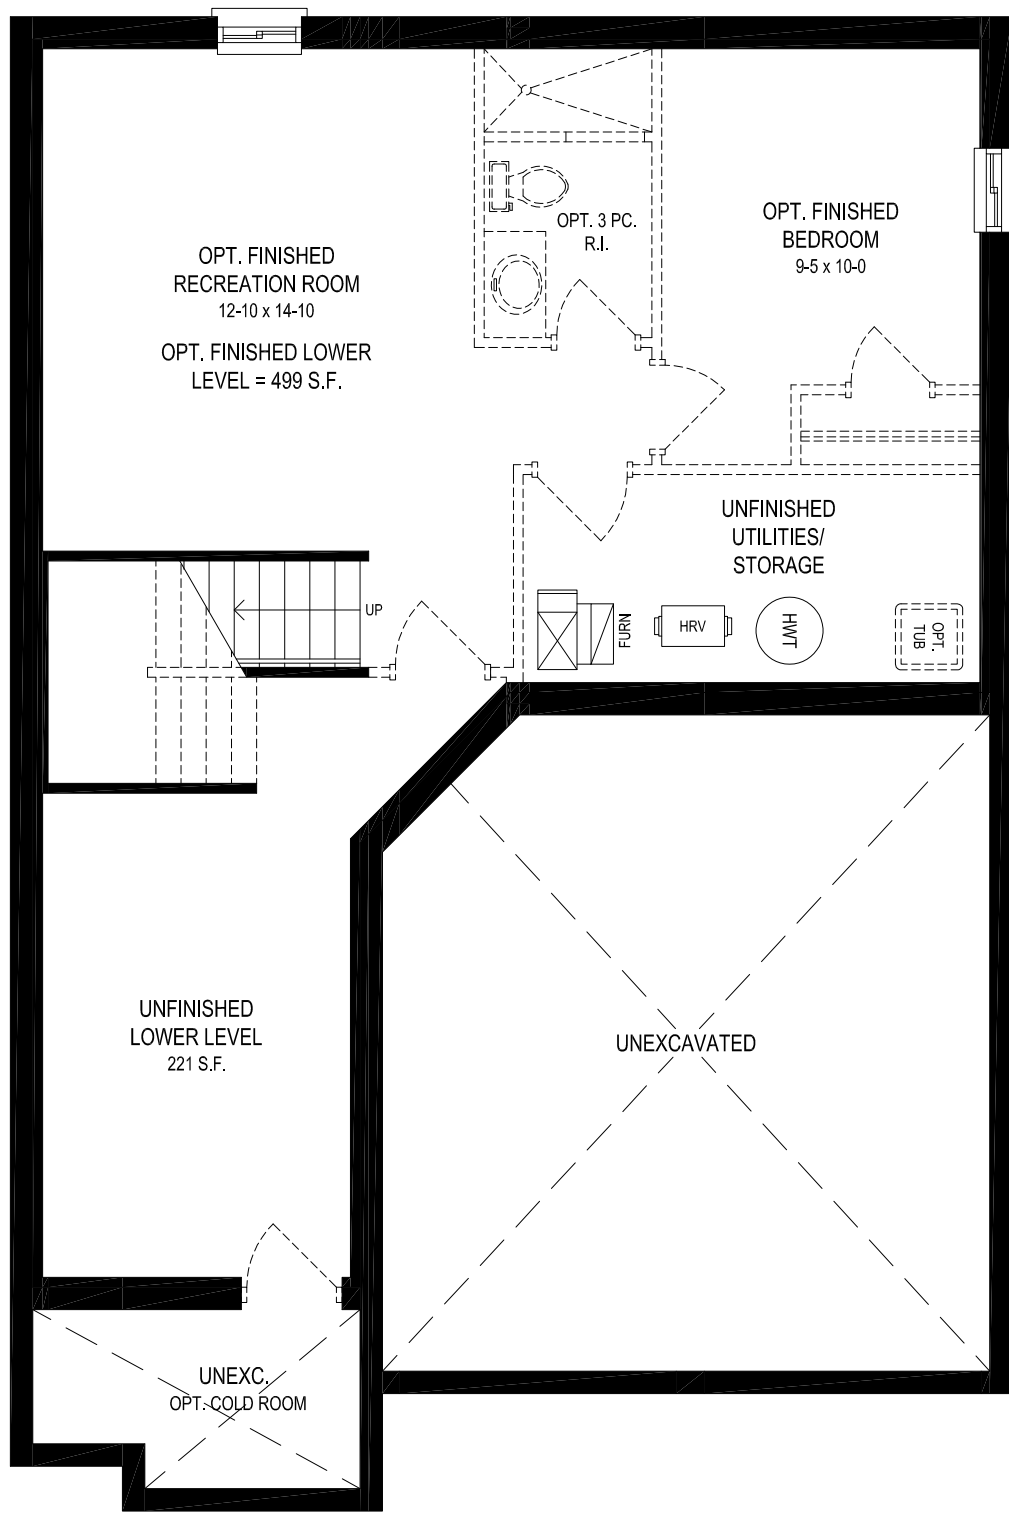 OPT. FINISHED
RECREATION ROOM
12-10 x 14-10
OPT. FINISHED LOWER
LEVEL = 499 S.F.
OPT. 3 PC.
R.I.
OPT. FINISHED
BEDROOM
9-5 x 10-0
UNFINISHED
UTILITIES/
STORAGE
UP
FURN
HRV
HWT
OPT.
TUB
UNFINISHED
LOWER LEVEL
221 S.F.
UNEXCAVATED
UNEXC.
OPT. COLD ROOM